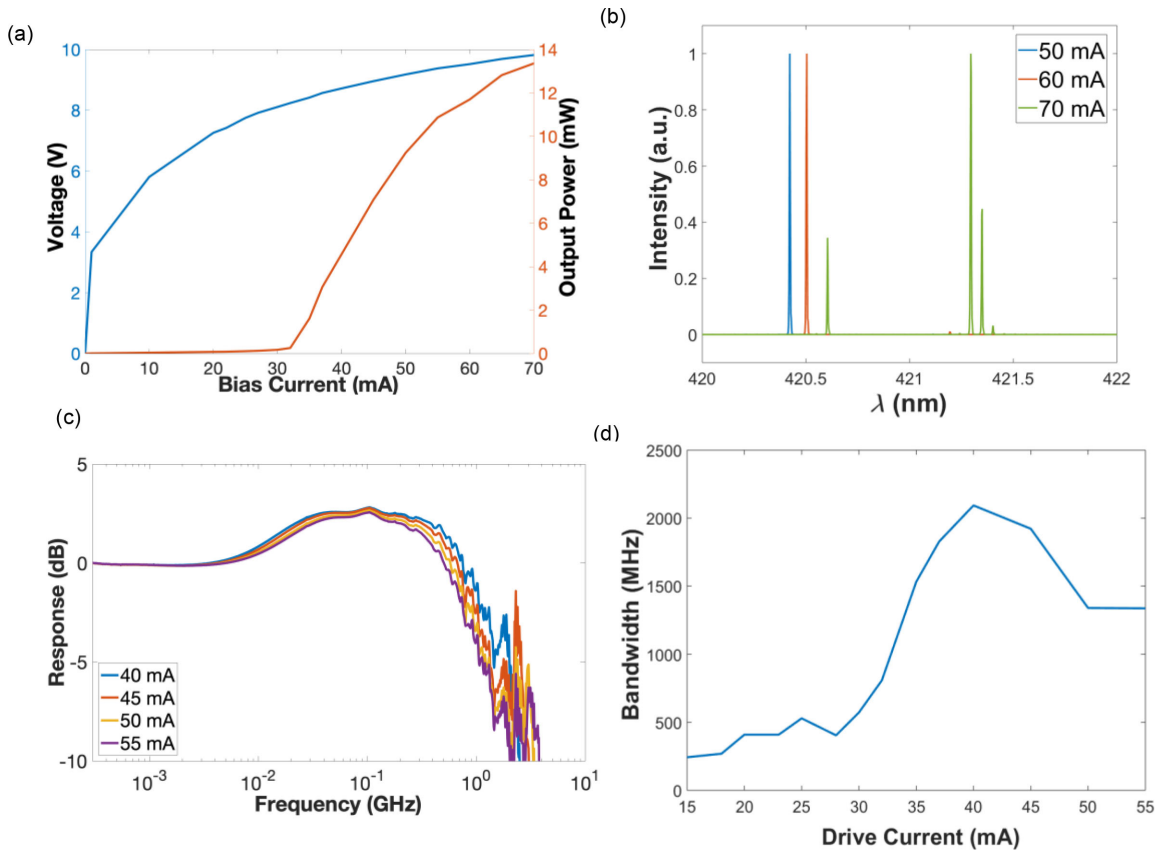 (a)
10
8
6
4
2
0
Voltage (V)
14
12
10
8
6
4
2
0
Output Power (mW)
0 10 20 30 40 50 60 70
Bias Current (mA)
(b)
50 mA
60 mA
70 mA
1
0.8
0.6
0.4
0.2
0
Intensity (a.u.)
420 420.5 421 421.5 422
λ (nm)
(c)
5
0
-5
-10
Response (dB)
40 mA
45 mA
50 mA
55 mA
10-3 10-2 10-1 100 101
Frequency (GHz)
(d)
2500
2000
1500
1000
500
0
Bandwidth (MHz)
15 20 25 30 35 40 45 50 55
Drive Current (mA)